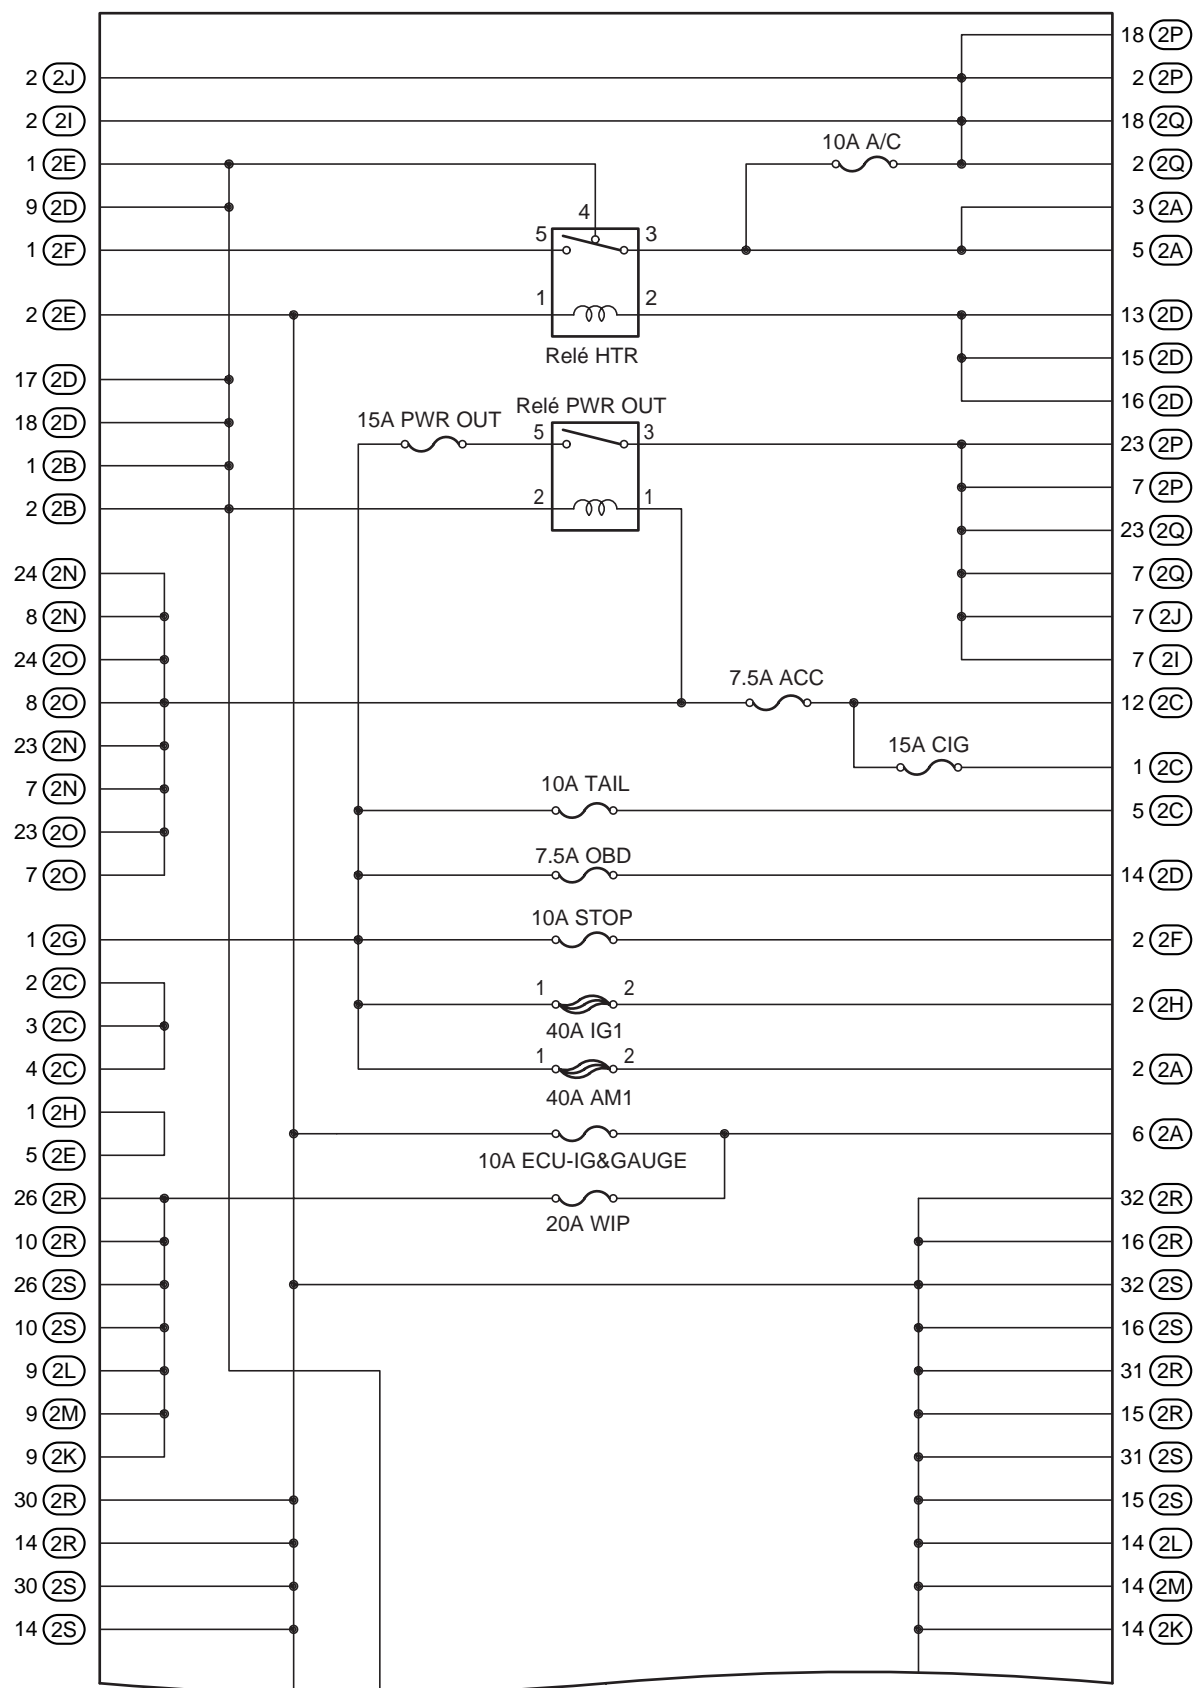 18 2P
2 2J
2 2P
2 2I
18 2Q
10A A/C
1 2E
2 2Q
9 2D
3 2A
4
5
3
1 2F
5 2A
1
2
2 2E
13 2D
Relé HTR
15 2D
17 2D
16 2D
Relé PWR OUT
15A PWR OUT
18 2D
5
3
23 2P
1 2B
7 2P
2
1
2 2B
23 2Q
24 2N
7 2Q
8 2N
7 2J
24 2O
7 2I
7.5A ACC
8 2O
12 2C
23 2N
15A CIG
1 2C
7 2N
10A TAIL
5 2C
23 2O
7.5A OBD
7 2O
14 2D
10A STOP
1 2G
2 2F
2 2C
1
2
2 2H
3 2C
40A IG1
1
2
4 2C
2 2A
40A AM1
1 2H
6 2A
5 2E
10A ECU-IG&GAUGE
26 2R
32 2R
20A WIP
10 2R
16 2R
26 2S
32 2S
10 2S
16 2S
9 2L
31 2R
9 2M
15 2R
9 2K
31 2S
30 2R
15 2S
14 2R
14 2L
30 2S
14 2M
14 2S
14 2K